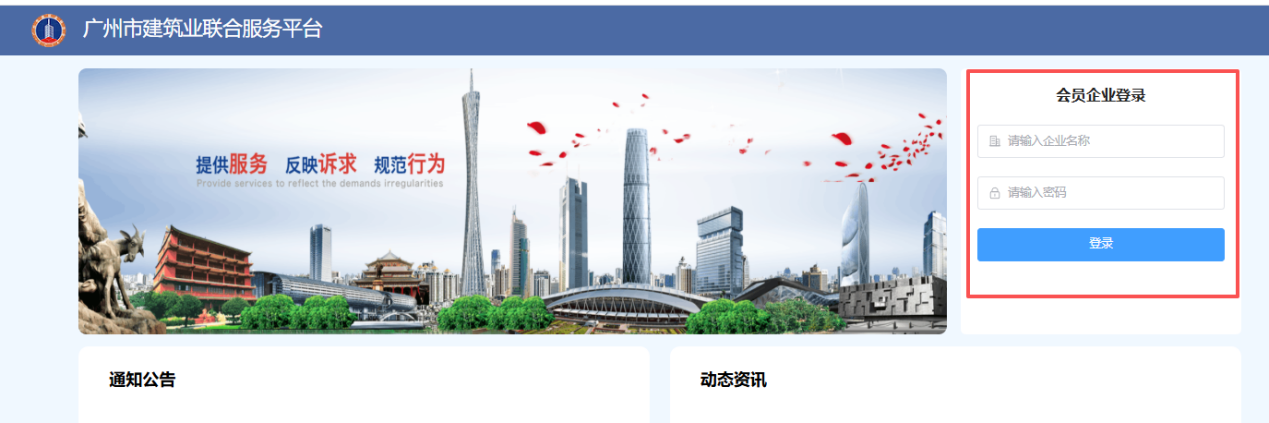 广州市建筑业联合服务平台
提供服务 反映诉求 规范行为
Provide services to reflect the demands irregularities
会员企业登录
请输入企业名称
请输入密码
登录
通知公告
动态资讯